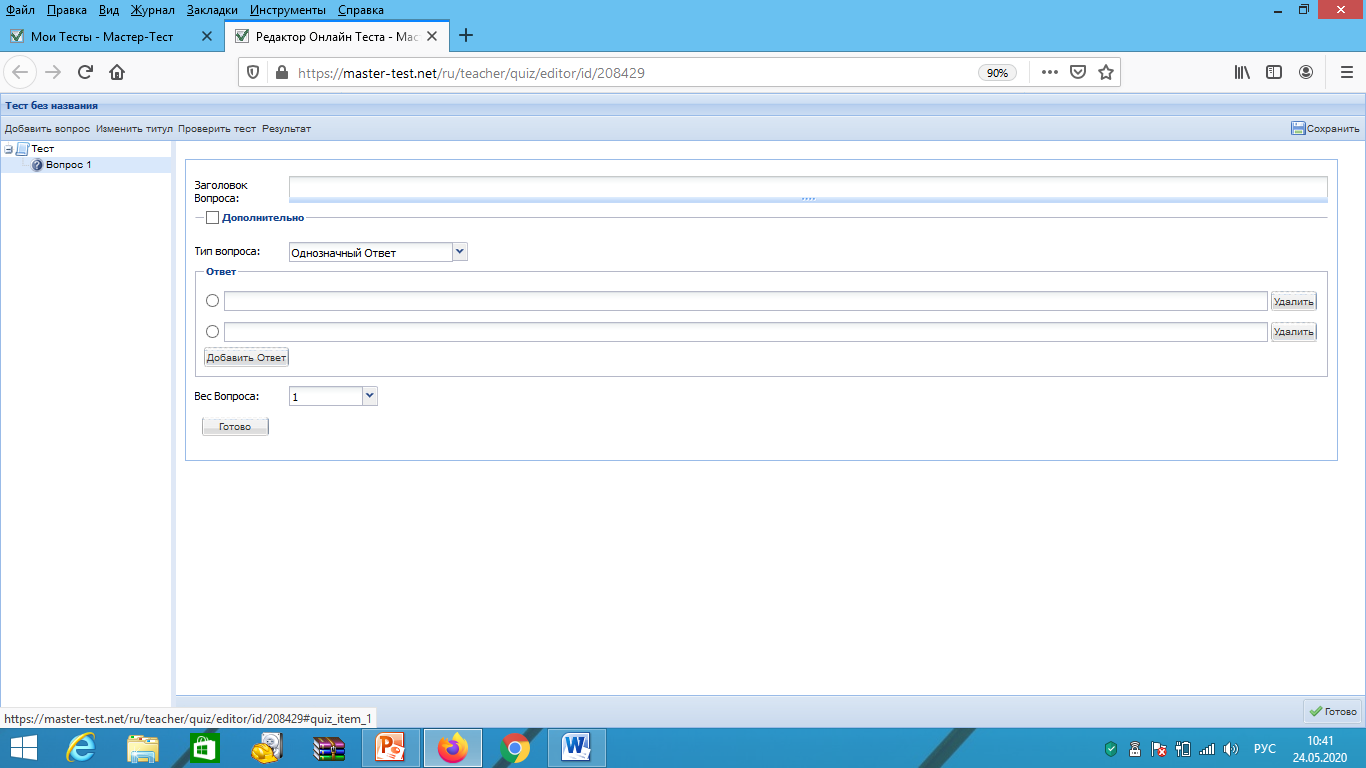 Файл Правка Вид Журнал Закладки Инструменты Справка
Мои Тесты - Мастер-Тест
Редактор Онлайн Теста - Мас
https://master-test.net/ru/teacher/quiz/editor/id/208429
90%
Тест без названия
Добавить вопрос Изменить титул Проверить тест Результат
Сохранить
Тест
Вопрос 1
Заголовок
Вопроса:
Дополнительно
Тип вопроса:
Однозначный Ответ
Ответ
Удалить
Удалить
Добавить Ответ
Вес Вопроса:
1
Готово
Готово
https://master-test.net/ru/teacher/quiz/editor/id/208429#quiz_item_1
РУС
10:41
24.05.2020